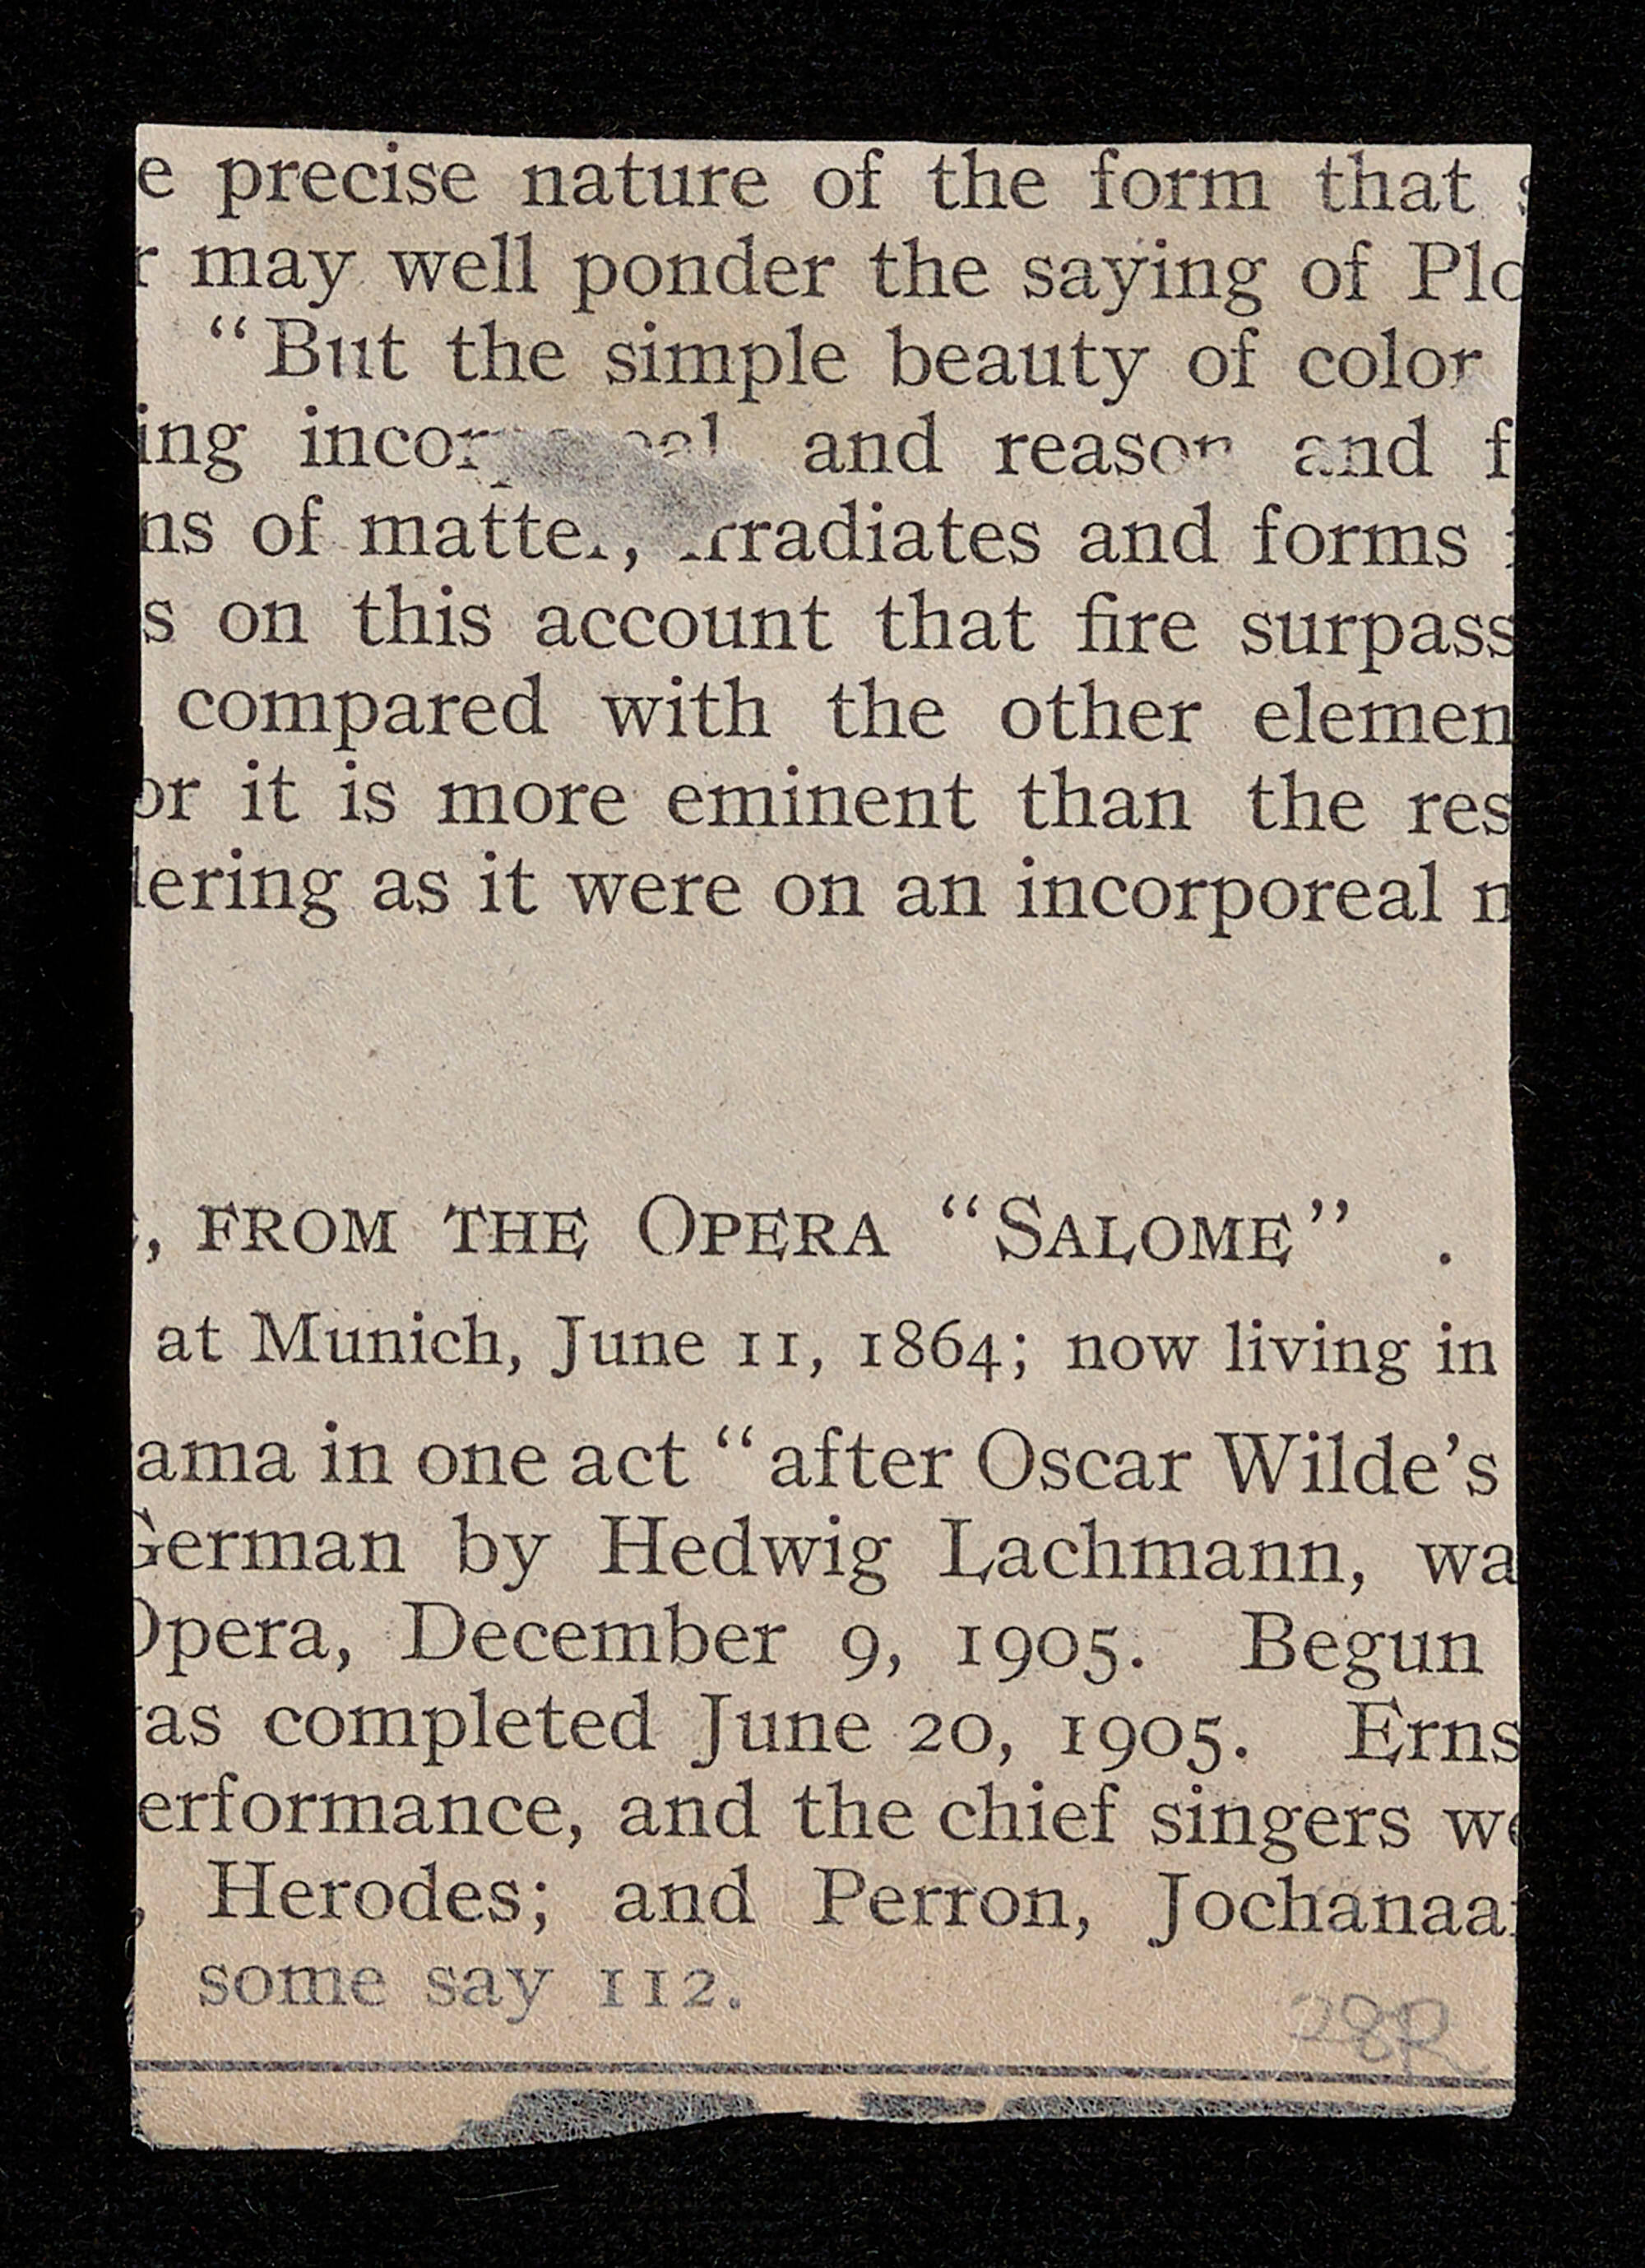 e precise nature of the form that s
r may well ponder the saying of Plo
"But the simple beauty of color
ing and reason and f
ns of matter, irradiates and forms i
s on this account that fire surpass
compared with the other elemen
or it is more eminent than the res
dering as it were on an incorporeal n
, FROM THE OPERA "SALOME" .
at Munich, June 11, 1864; now living in
ama in one act "after Oscar Wilde's
German by Hedwig Lachmann, wa
Opera, December 9, 1905. Begun
as completed June 20, 1905. Erns
erformance, and the chief singers we
, Herodes; and Perron, Jochanaa
some say 112.
28R